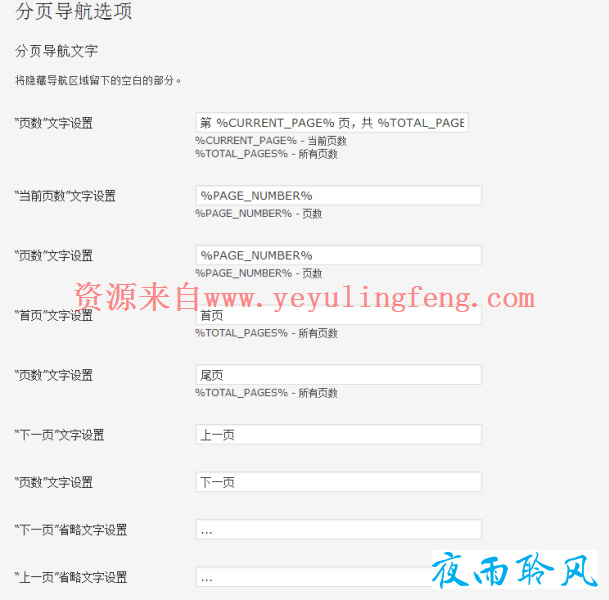 分页导航选项
分页导航文字
将隐藏导航区域留下的空白的部分。
“页数”文字设置
第 %CURRENT_PAGE% 页，共 %TOTAL_PAGE
%CURRENT_PAGE% - 当前页数
%TOTAL_PAGES% - 所有页数
“当前页数”文字设置
%PAGE_NUMBER%
%PAGE_NUMBER% - 页数
“页数”文字设置
%PAGE_NUMBER%
%PAGE_NUMBER% - 页数
资源来自www.yeyulingfeng.com
“首页”文字设置
首页
%TOTAL_PAGES% - 所有页数
“页数”文字设置
尾页
%TOTAL_PAGES% - 所有页数
“下一页”文字设置
上一页
“页数”文字设置
下一页
“下一页”省略文字设置
...
“上一页”省略文字设置
...
夜雨聆风